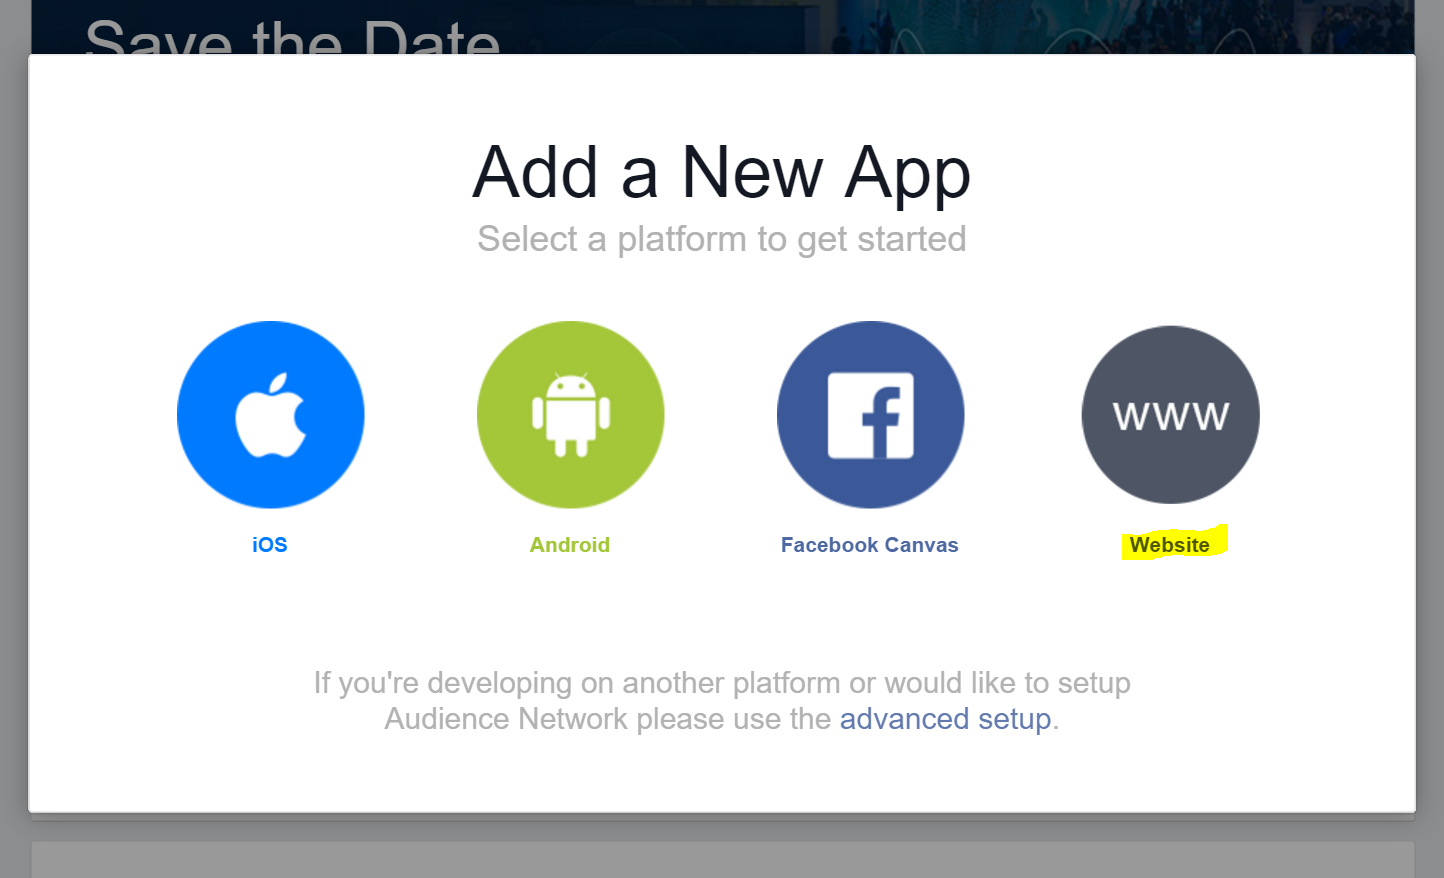 Save the Date
Add a New App
Select a platform to get started
www
iOS
Android
Facebook Canvas
Website
If you're developing on another platform or would like to setup
Audience Network please use the advanced setup.